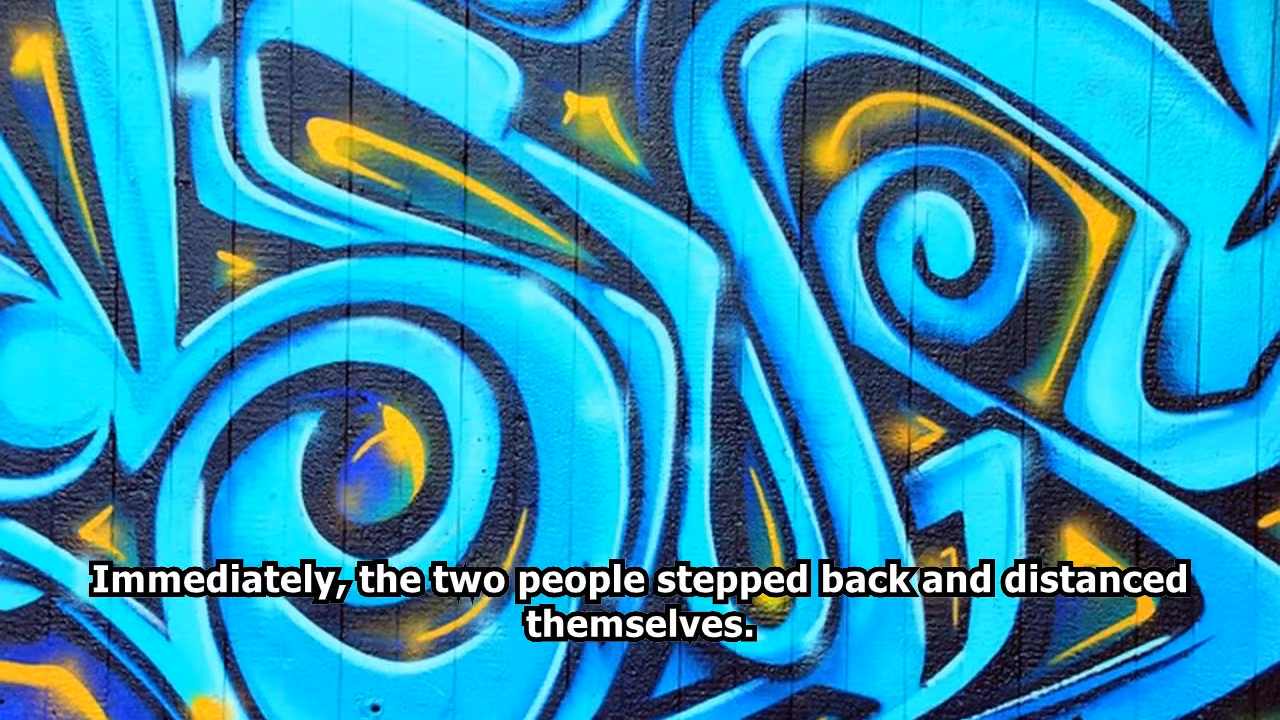 Immediately, the two people stepped back and distanced
themselves.